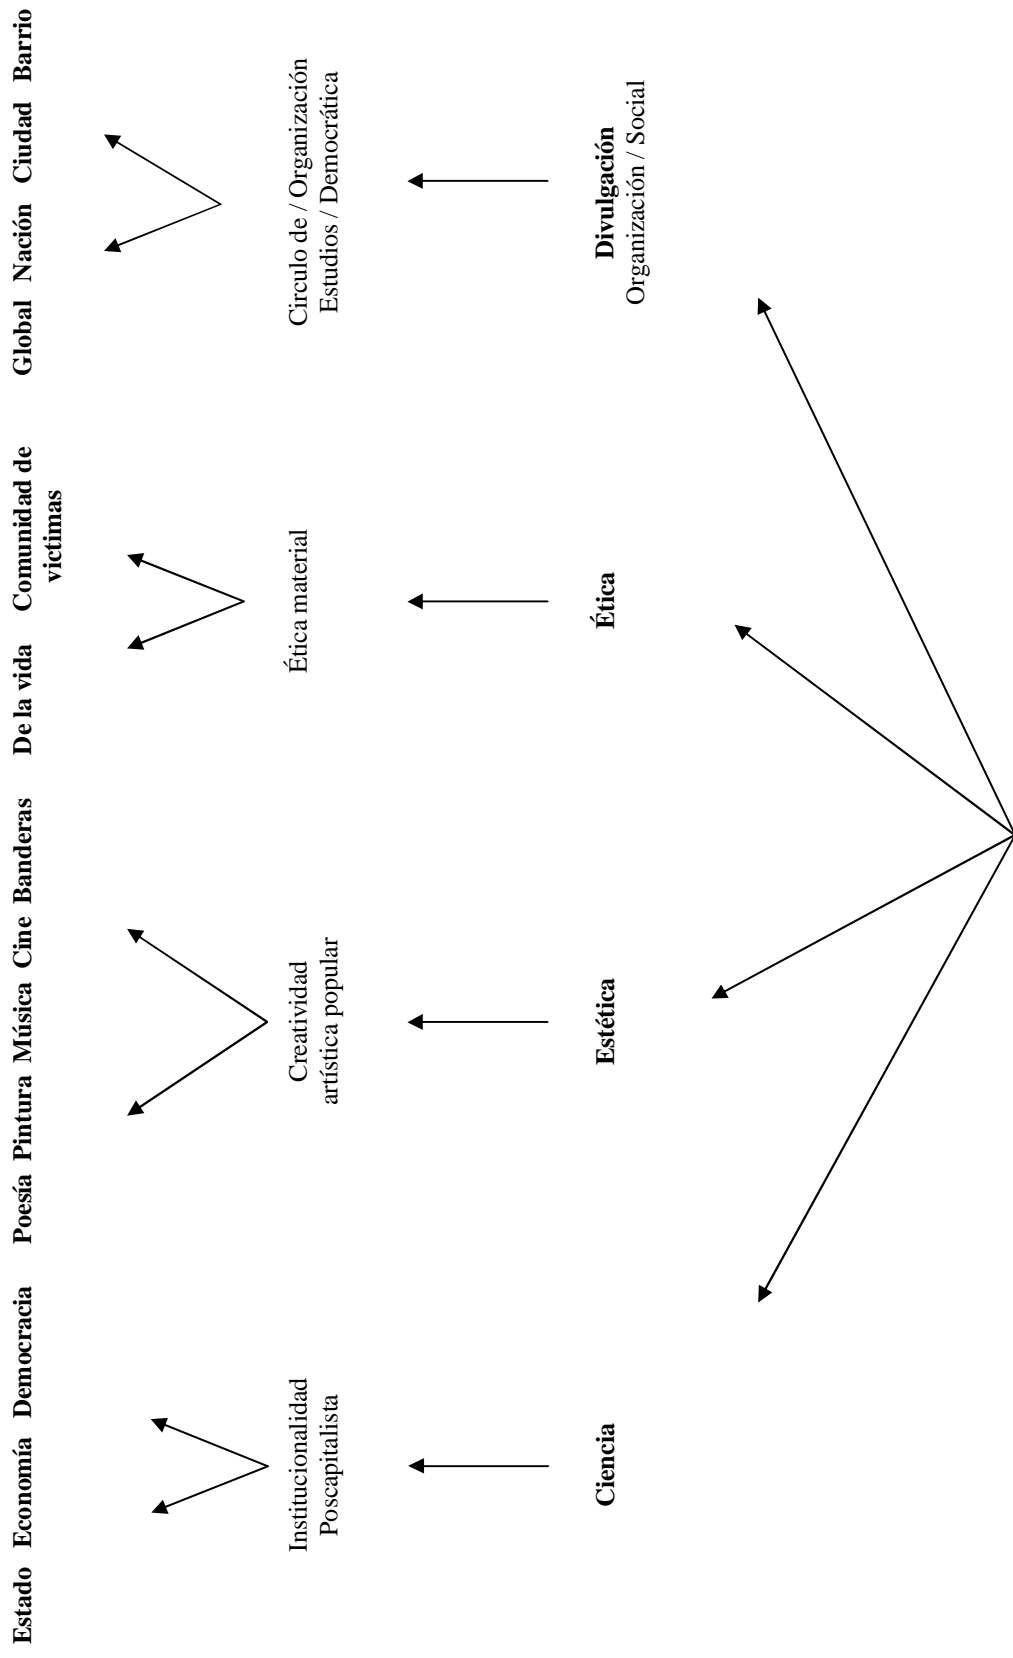 Estado Economía Democracia Poesía Pintura Música Cine Banderas De la vida Comunidad de Global Nación Ciudad Barrio
victimas
Institucionalidad
Poscapitalista
Creatividad
artística popular
Ética material
Circulo de / Organización
Estudios / Democrática
Ciencia
Estética
Ética
Divulgación
Organización / Social